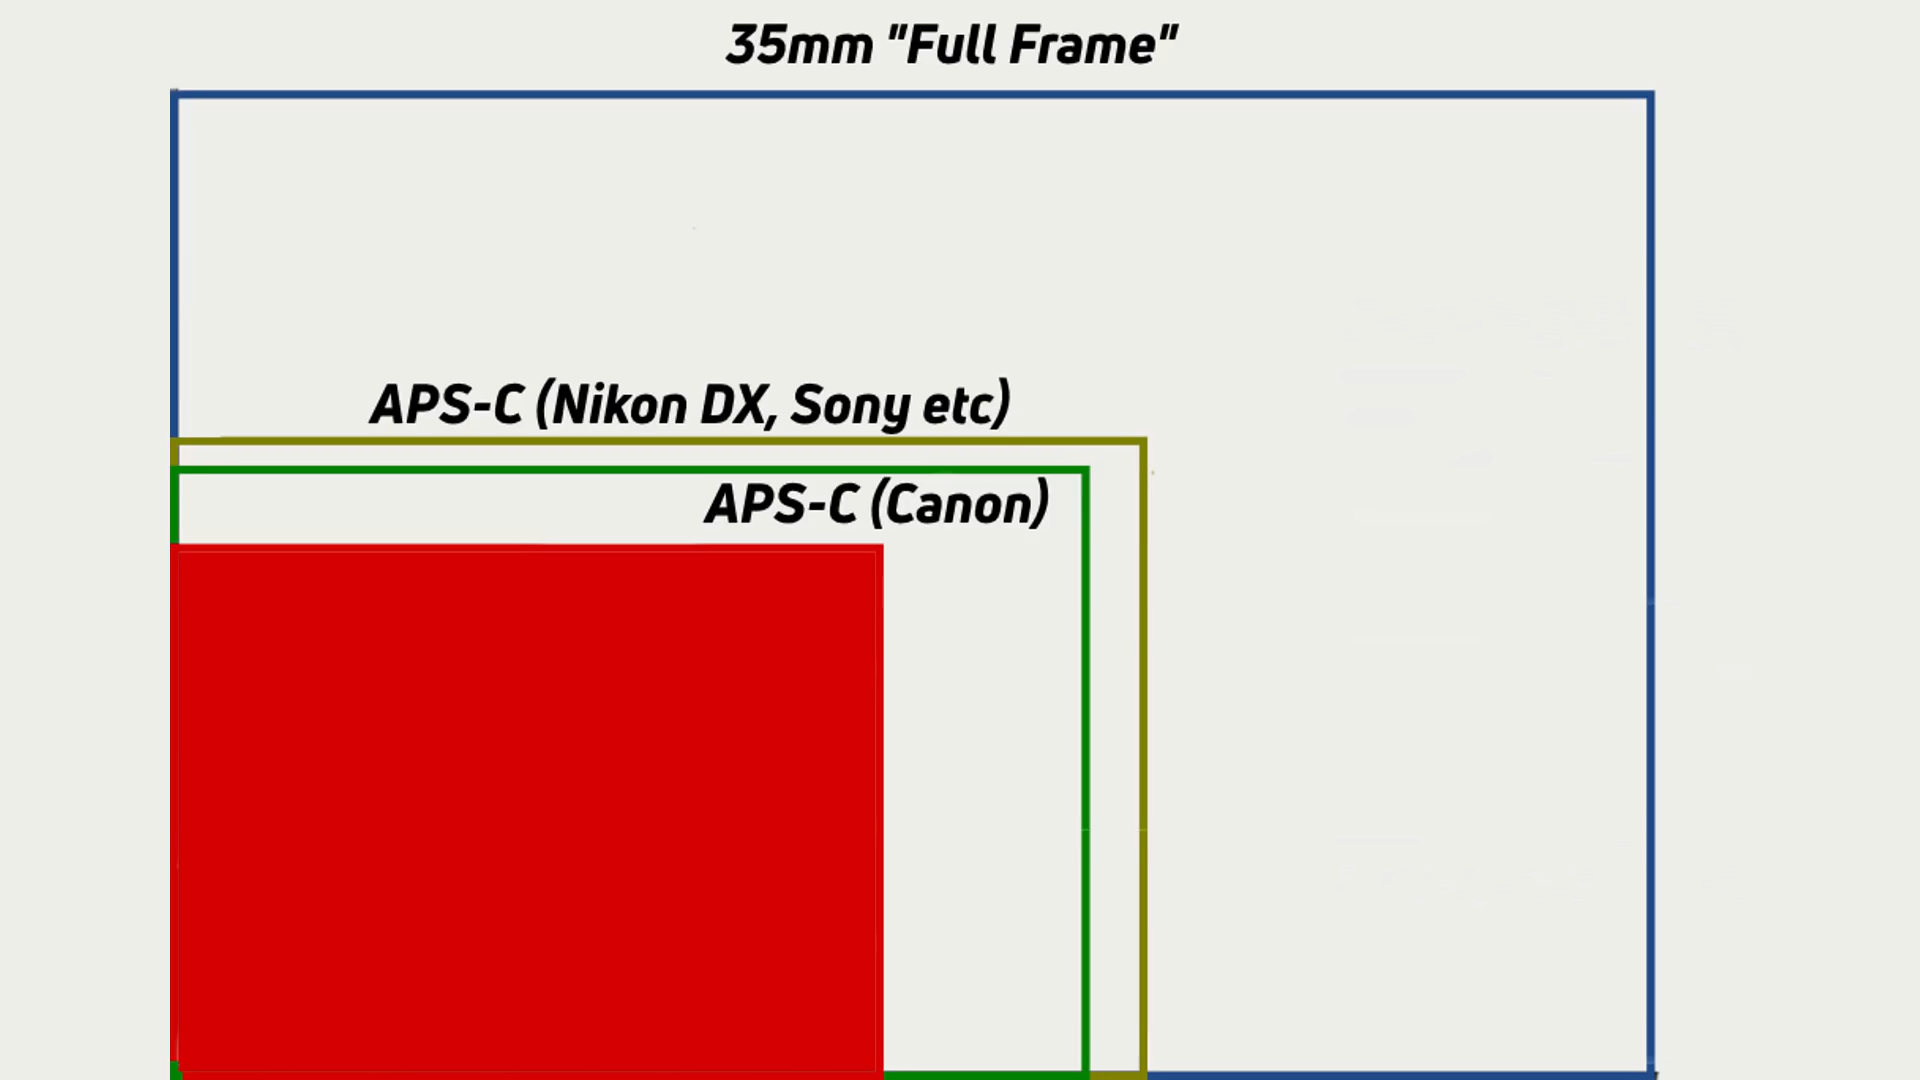 35mm "Full Frame"
APS-C (Nikon DX, Sony etc)
APS-C (Canon)